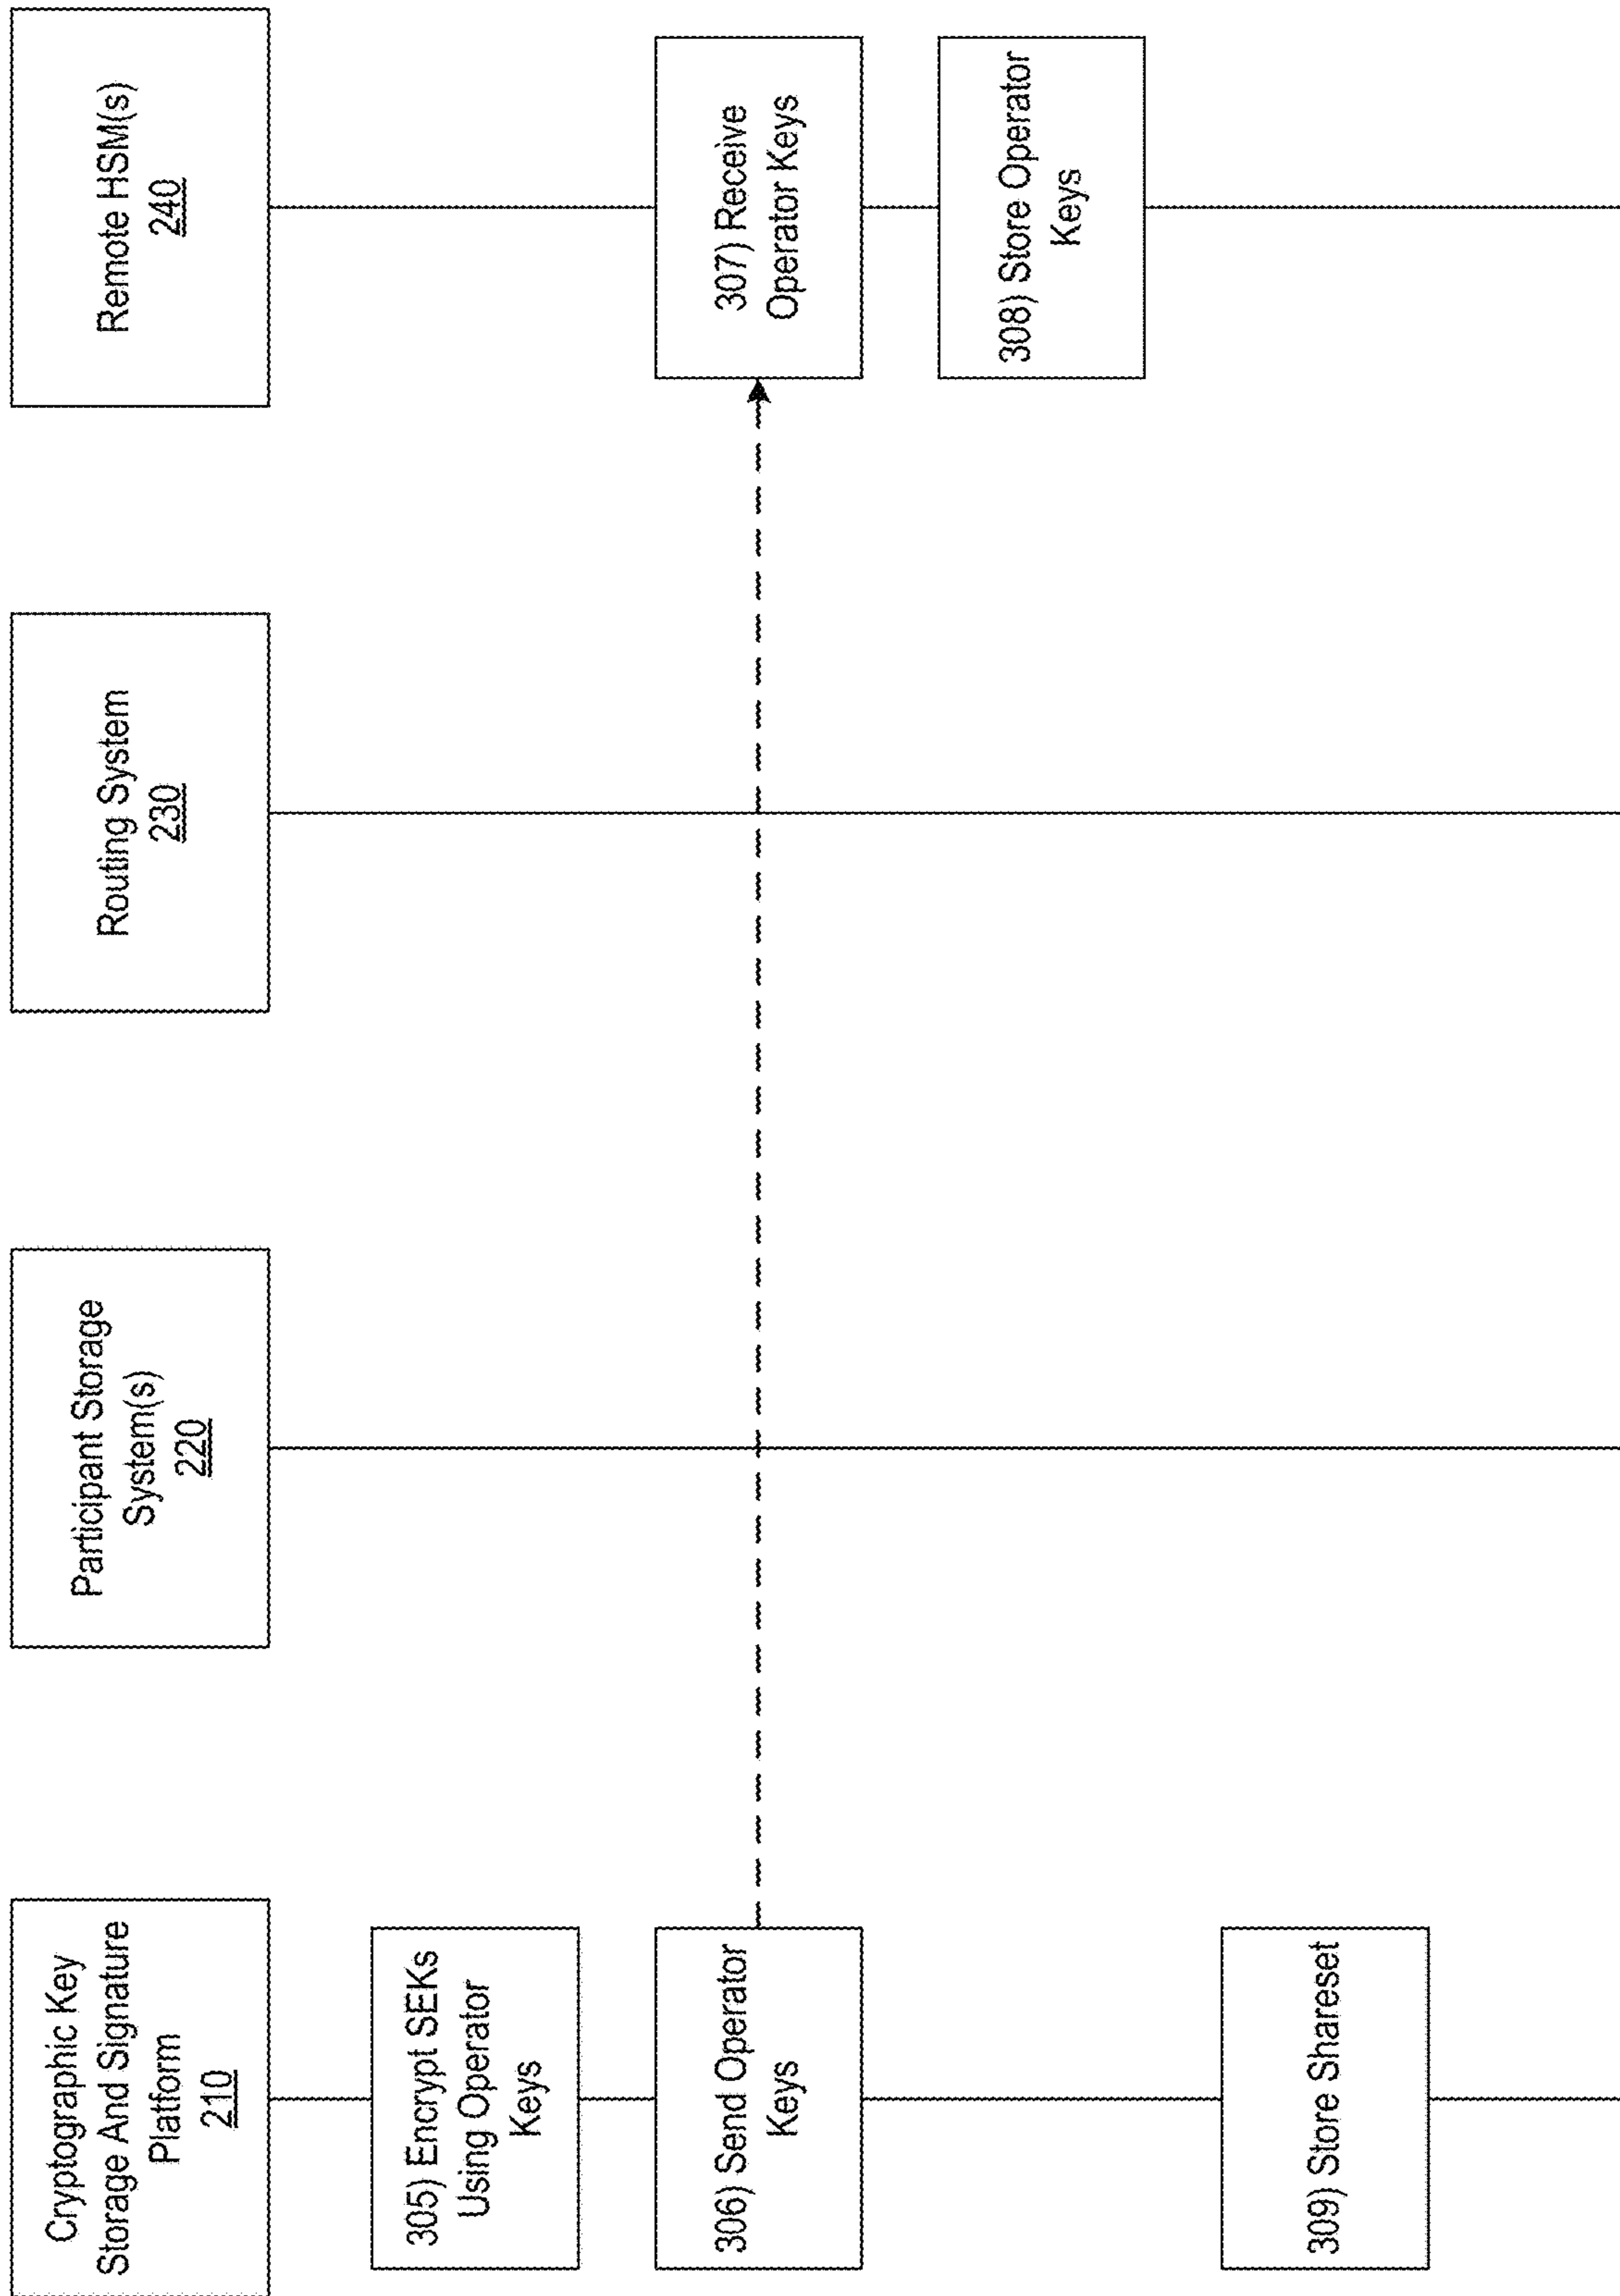 Cryptographic Key
Storage And Signature
Platform
210
Participant Storage
System(s)
220
Routing System
230
Remote HSM(s)
240
305) Encrypt SEKs
Using Operator
Keys
306) Send Operator
Keys
307) Receive
Operator Keys
308) Store Operator
Keys
309) Store Shareset